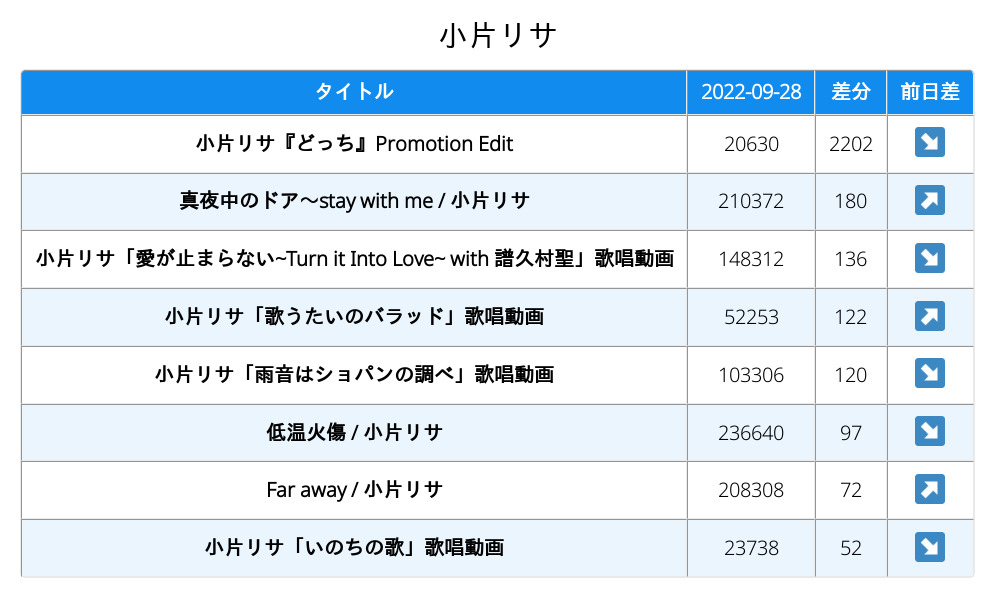 小片リサ
タイトル 2022-09-28 差分 前日差
小片リサ『どっち』Promotion Edit 20630 2202 ↘
真夜中のドア〜stay with me / 小片リサ 210372 180 ↗
小片リサ「愛が止まらない~Turn it Into Love~ with 譜久村聖」歌唱動画 148312 136 ↘
小片リサ「歌うたいのバラッド」歌唱動画 52253 122 ↗
小片リサ「雨音はショパンの調べ」歌唱動画 103306 120 ↘
低温火傷 / 小片リサ 236640 97 ↘
Far away / 小片リサ 208308 72 ↗
小片リサ「いのちの歌」歌唱動画 23738 52 ↘